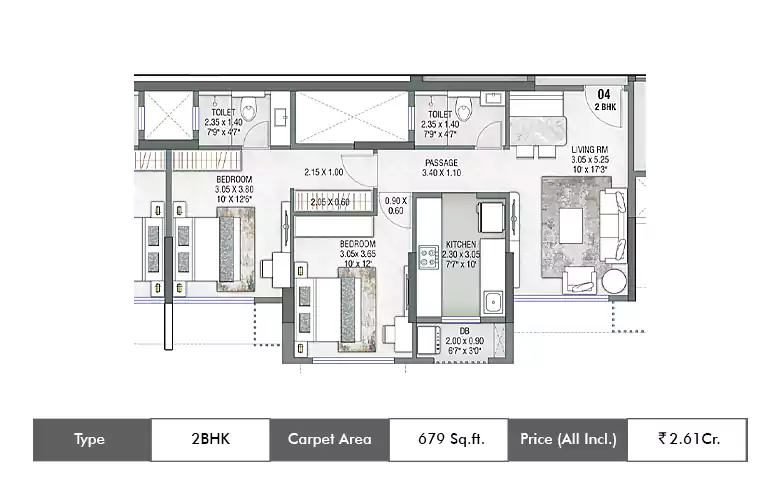 04
2 BHK
TOILET
2.35 x 1.40
7'9" x 4'7"
TOILET
2.35 x 1.40
7'9" x 4'7"
LIVING RM
3.05 x 5.25
10' x 17'3"
PASSAGE
3.40 x 1.10
2.15 X 1.00
BEDROOM
3.05 X 3.80
10' X 12'6"
2.05 X 0.60
0.90 X
0.60
BEDROOM
3.05x 3.65
10' x 12'
KITCHEN
2.30 x 3.05
7'7" x 10'
DB
2.00 x 0.90
6'7" x 3'0"
Type 2BHK Carpet Area 679 Sq.ft. Price (All Incl.) ₹ 2.61Cr.